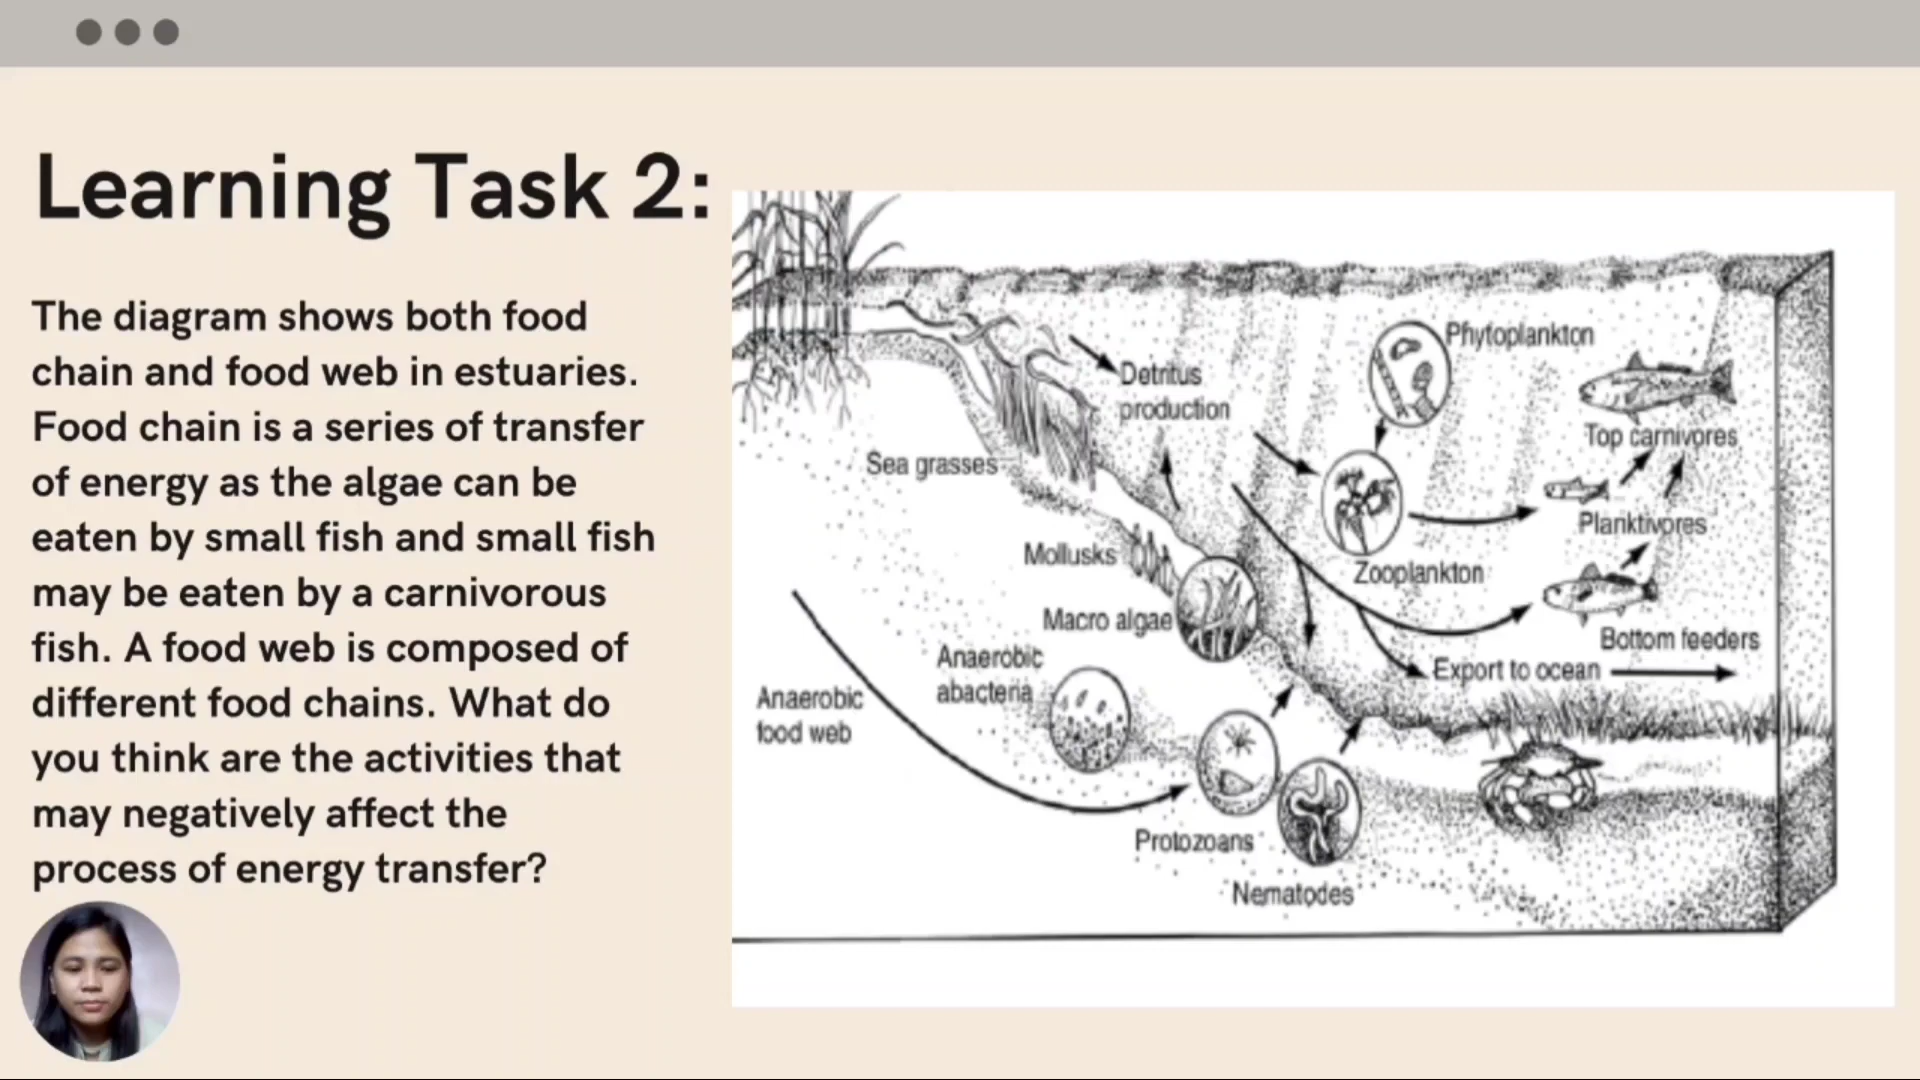 Learning Task 2:
The diagram shows both food
chain and food web in estuaries.
Food chain is a series of transfer
of energy as the algae can be
eaten by small fish and small fish
may be eaten by a carnivorous
fish. A food web is composed of
different food chains. What do
you think are the activities that
may negatively affect the
process of energy transfer?
Phytoplankton
Detritus
production
Top carnivores
Sea grasses
Planktivores
Mollusks
Zooplankton
Macro algae
Bottom feeders
Anaerobic
abacteria
Export to ocean
Anaerobic
food web
Protozoans
Nematodes